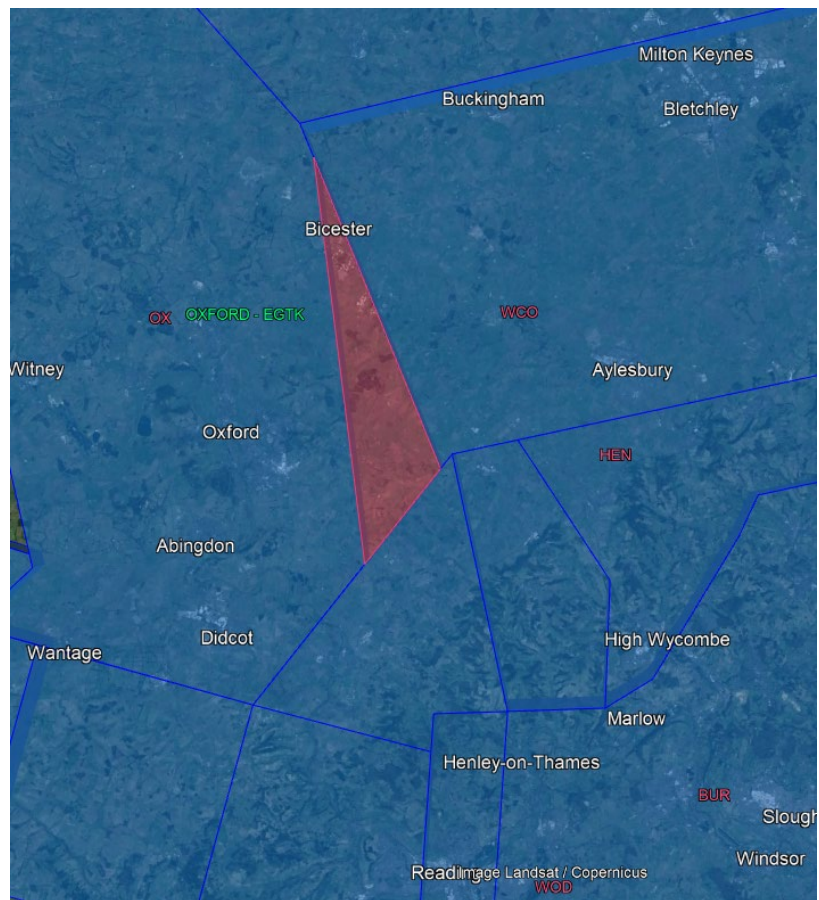 Milton Keynes
Buckingham
Bletchley
Bicester
OX
OXFORD - EGTK
WCO
Witney
Aylesbury
Oxford
HEN
Abingdon
Didcot
High Wycombe
Wantage
Marlow
Henley-on-Thames
BUR
Slough
Windsor
Reading
Image Landsat / Copernicus
WOD